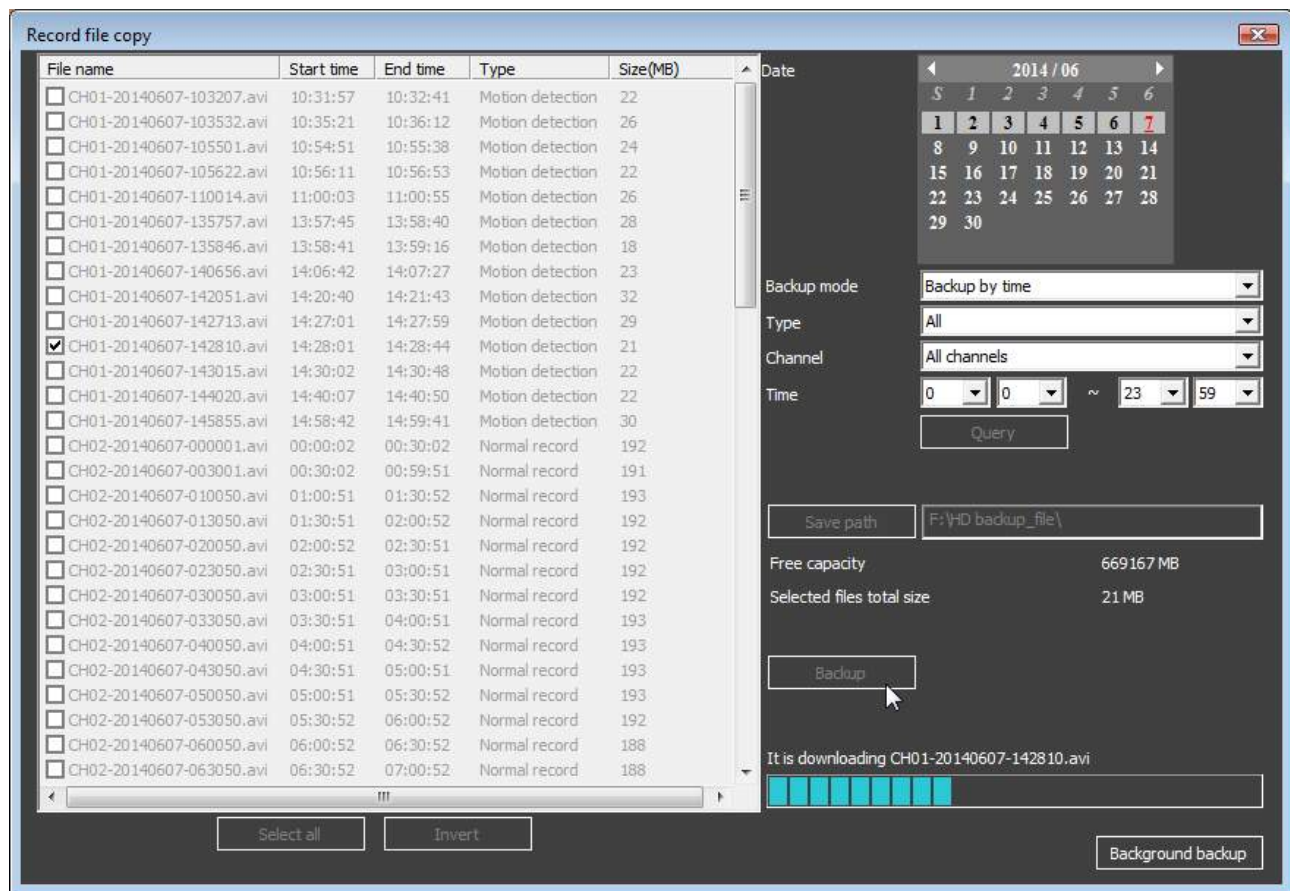 Record file copy
File name Start time End time Type Size(MB)
CH01-20140607-103207.avi 10:31:57 10:32:41 Motion detection 22
CH01-20140607-103532.avi 10:35:21 10:36:12 Motion detection 26
CH01-20140607-105501.avi 10:54:51 10:55:38 Motion detection 24
CH01-20140607-105622.avi 10:56:11 10:56:53 Motion detection 22
CH01-20140607-110014.avi 11:00:03 11:00:55 Motion detection 26
CH01-20140607-135757.avi 13:57:45 13:58:40 Motion detection 28
CH01-20140607-135846.avi 13:58:41 13:59:16 Motion detection 18
CH01-20140607-140656.avi 14:06:42 14:07:27 Motion detection 23
CH01-20140607-142051.avi 14:20:40 14:21:43 Motion detection 32
CH01-20140607-142713.avi 14:27:01 14:27:59 Motion detection 29
CH01-20140607-142810.avi 14:28:01 14:28:44 Motion detection 21
CH01-20140607-143015.avi 14:30:02 14:30:48 Motion detection 22
CH01-20140607-144020.avi 14:40:07 14:40:50 Motion detection 22
CH01-20140607-145855.avi 14:58:42 14:59:41 Motion detection 30
CH02-20140607-000001.avi 00:00:02 00:30:02 Normal record 192
CH02-20140607-003001.avi 00:30:02 00:59:51 Normal record 191
CH02-20140607-010050.avi 01:00:51 01:30:52 Normal record 193
CH02-20140607-013050.avi 01:30:51 02:00:52 Normal record 192
CH02-20140607-020050.avi 02:00:52 02:30:51 Normal record 192
CH02-20140607-023050.avi 02:30:51 03:00:51 Normal record 192
CH02-20140607-030050.avi 03:00:51 03:30:51 Normal record 192
CH02-20140607-033050.avi 03:30:51 04:00:51 Normal record 193
CH02-20140607-040050.avi 04:00:51 04:30:52 Normal record 193
CH02-20140607-043050.avi 04:30:51 05:00:51 Normal record 193
CH02-20140607-050050.avi 05:00:51 05:30:52 Normal record 193
CH02-20140607-053050.avi 05:30:52 06:00:52 Normal record 192
CH02-20140607-060050.avi 06:00:52 06:30:52 Normal record 188
CH02-20140607-063050.avi 06:30:52 07:00:52 Normal record 188
Select all Invert
Date 2014 / 06
S 1 2 3 4 5 6
1 2 3 4 5 6 7
8 9 10 11 12 13 14
15 16 17 18 19 20 21
22 23 24 25 26 27 28
29 30
Backup mode Backup by time
Type All
Channel All channels
Time 0 0 ~ 23 59
Query
Save path F:\HD backup_file\
Free capacity 669167 MB
Selected files total size 21 MB
Backup
It is downloading CH01-20140607-142810.avi
Background backup